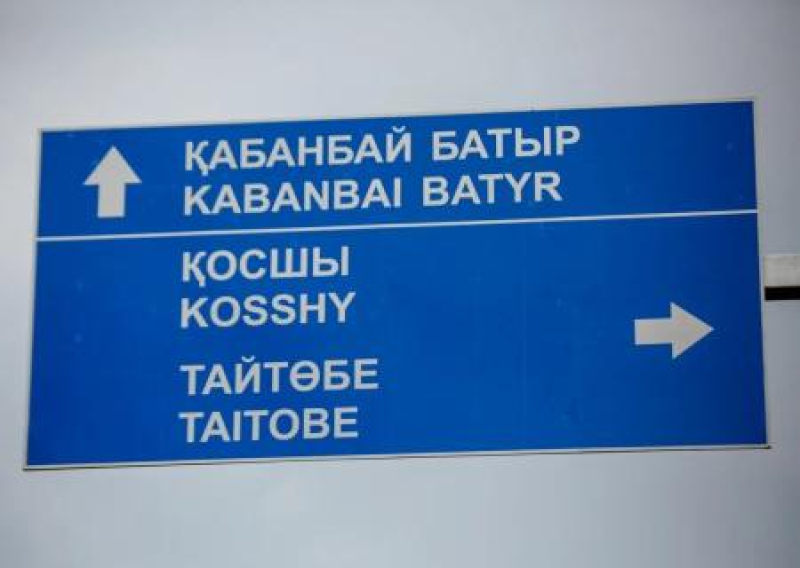 ҚАБАНБАЙ БАТЫР
KABANBAI BATYR
ҚОСШЫ
KOSSHY
ТАЙТӨБЕ
TAITOBE